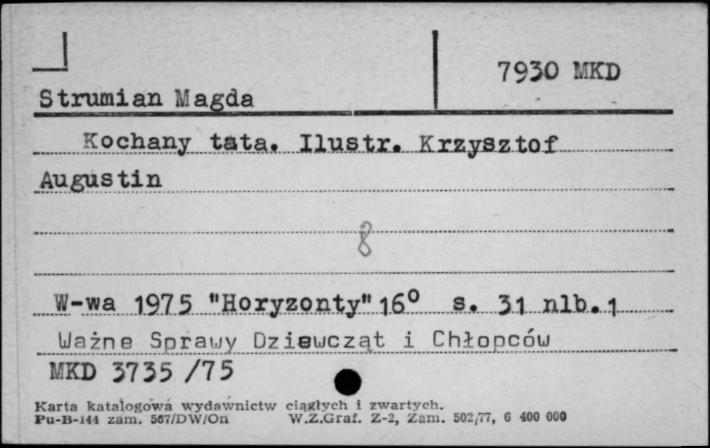 7930 MKD
Strumian Magda
Kochany tata. Ilustr. Krzysztof
Augustin
8
W-wa 1975 "Horyzonty" 16° s. 31 nlb. 1
Ważne Sprawy Dziewcząt i Chłopców
MKD 3735 /75
Karta katalogowa wydawnictw ciągłych i zwartych.
Pu-B-144 zam. 567/DW/On W.Z.Graf. Z-2, Zam. 502/77, 6 400 000